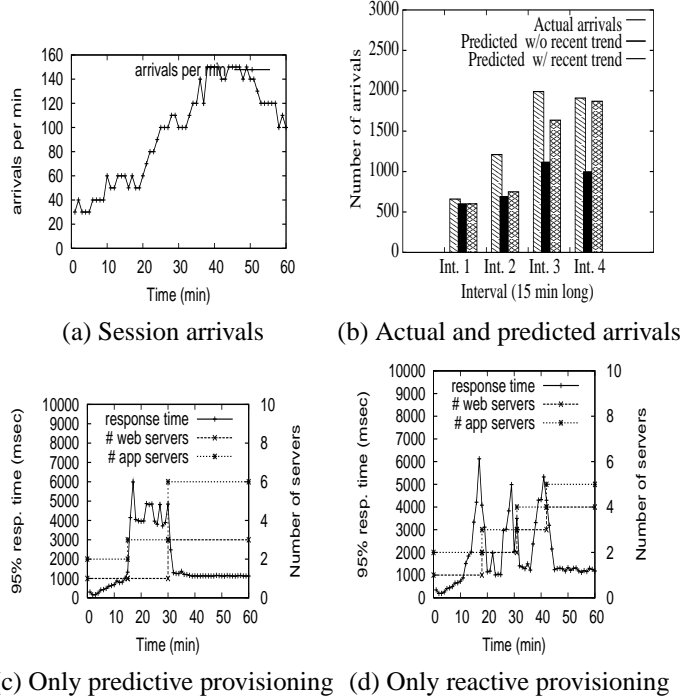 160
140
120
100
80
60
40
20
0
arrivals per min
arrivals per min
0 10 20 30 40 50 60
Time (min)
(a) Session arrivals
3000
2500
2000
1500
1000
500
0
Number of arrivals
Actual arrivals
Predicted w/o recent trend
Predicted w/ recent trend
Int. 1 Int. 2 Int. 3 Int. 4
Interval (15 min long)
(b) Actual and predicted arrivals
10000
9000
8000
7000
6000
5000
4000
3000
2000
1000
0
95% resp. time (msec)
response time
# web servers
# app servers
10
8
6
4
2
0
Number of servers
0 10 20 30 40 50 60
Time (min)
c) Only predictive provisioning
10000
9000
8000
7000
6000
5000
4000
3000
2000
1000
0
95% resp. time (msec)
response time
# web servers
# app servers
10
8
6
4
2
0
Number of servers
0 10 20 30 40 50 60
Time (min)
(d) Only reactive provisioning